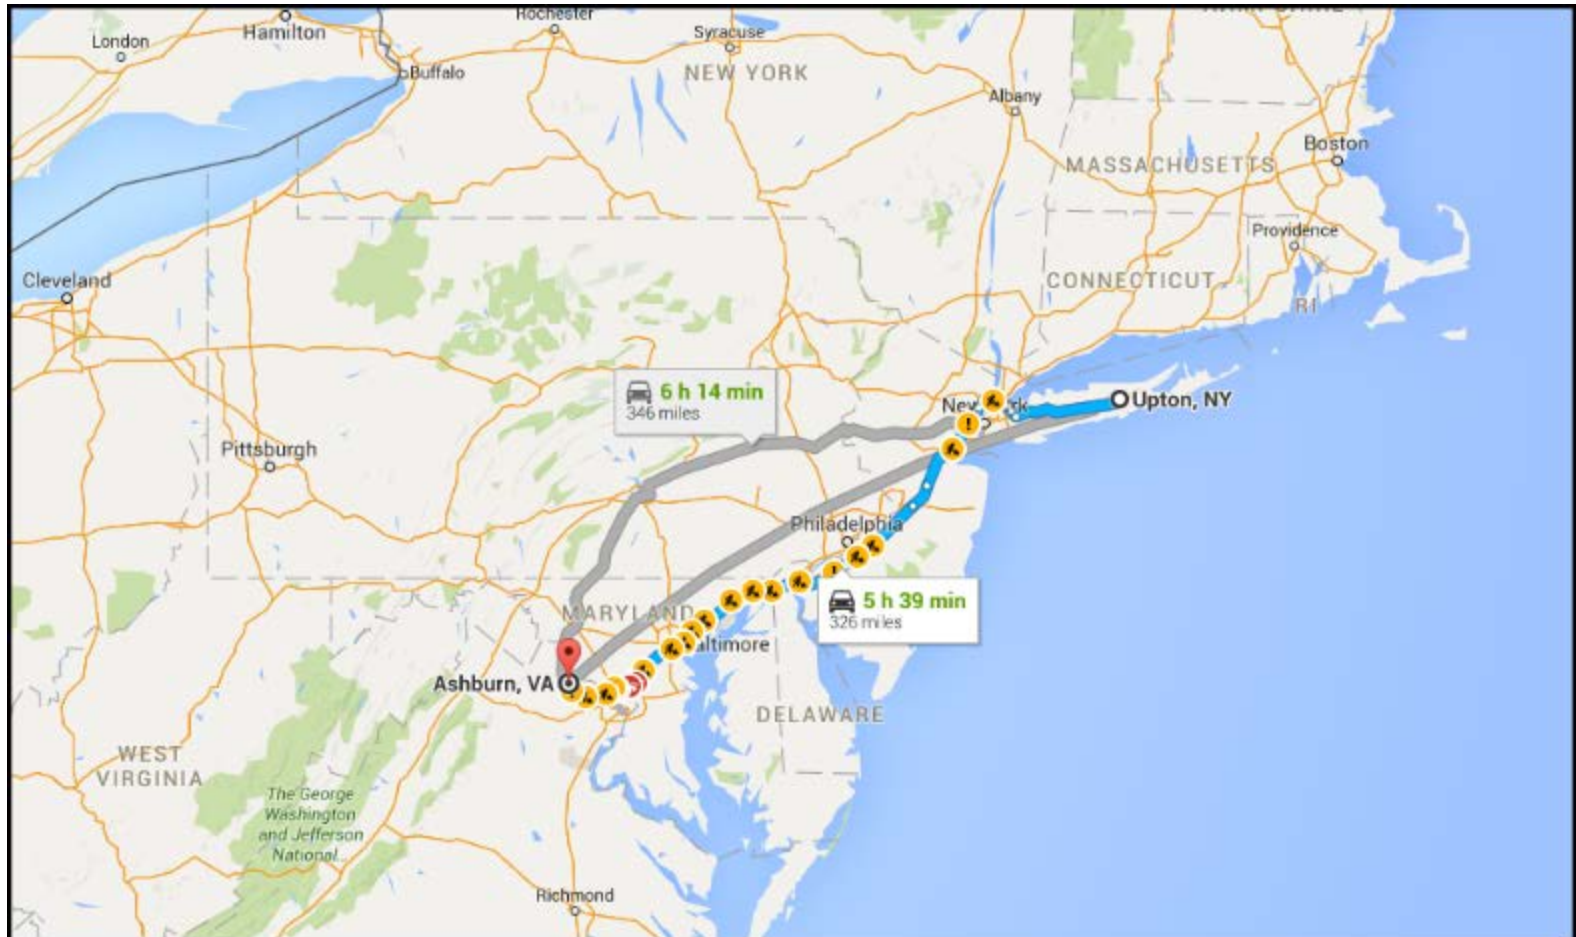 Rochester
London
Hamilton
Syracuse
Buffalo
NEW YORK
Albany
Boston
MASSACHUSETTS
Providence
Cleveland
CONNECTICUT
RI
6 h 14 min
346 miles
Upton, NY
Pittsburgh
Philadelphia
5 h 39 min
326 miles
MARYLAND
Ashburn, VA
DELAWARE
WEST
VIRGINIA
The George
Washington
and Jefferson
National...
Richmond